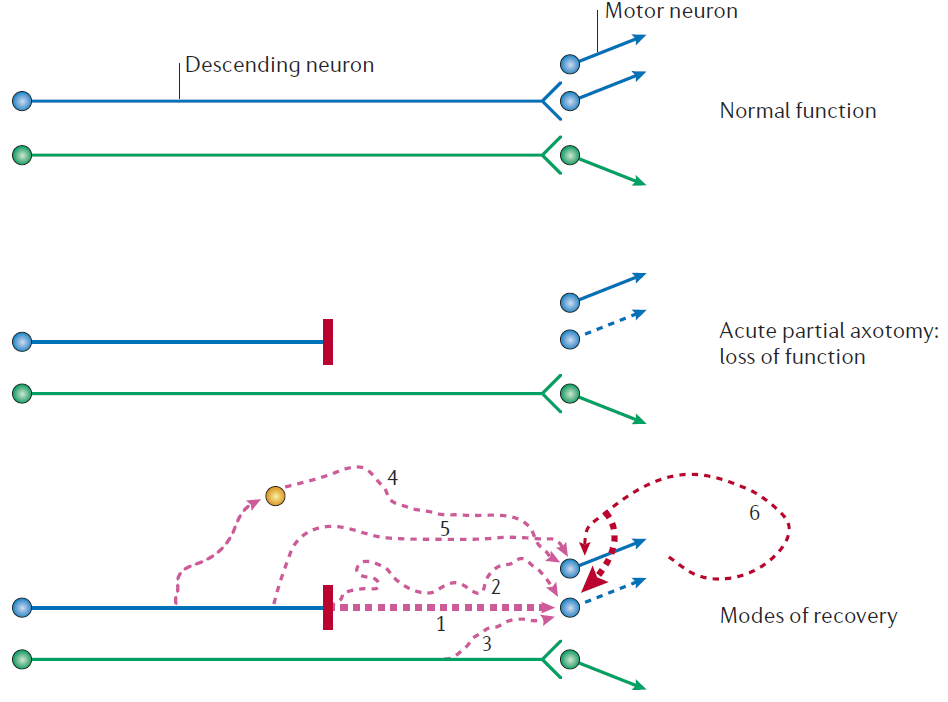 Motor neuron
Descending neuron
Normal function
Acute partial axotomy:
loss of function
4
5
6
2
1
3
Modes of recovery